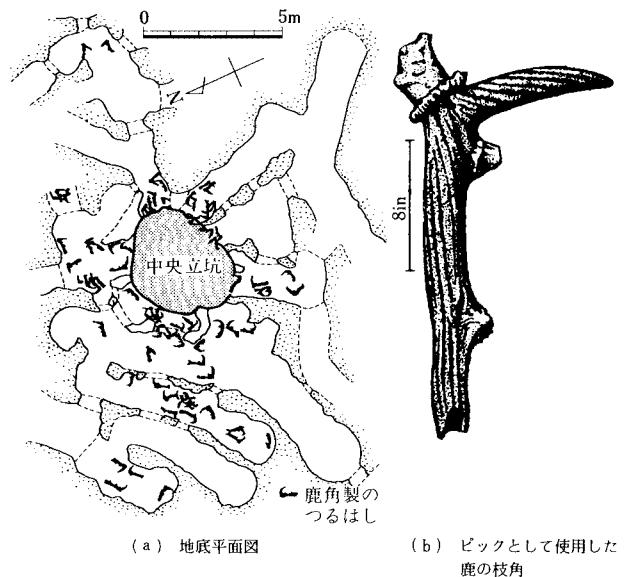 0 5m
N
中央立坑
8in
鹿角製の
つるはし
(a) 地底平面図
(b) ピックとして使用した
鹿の枝角